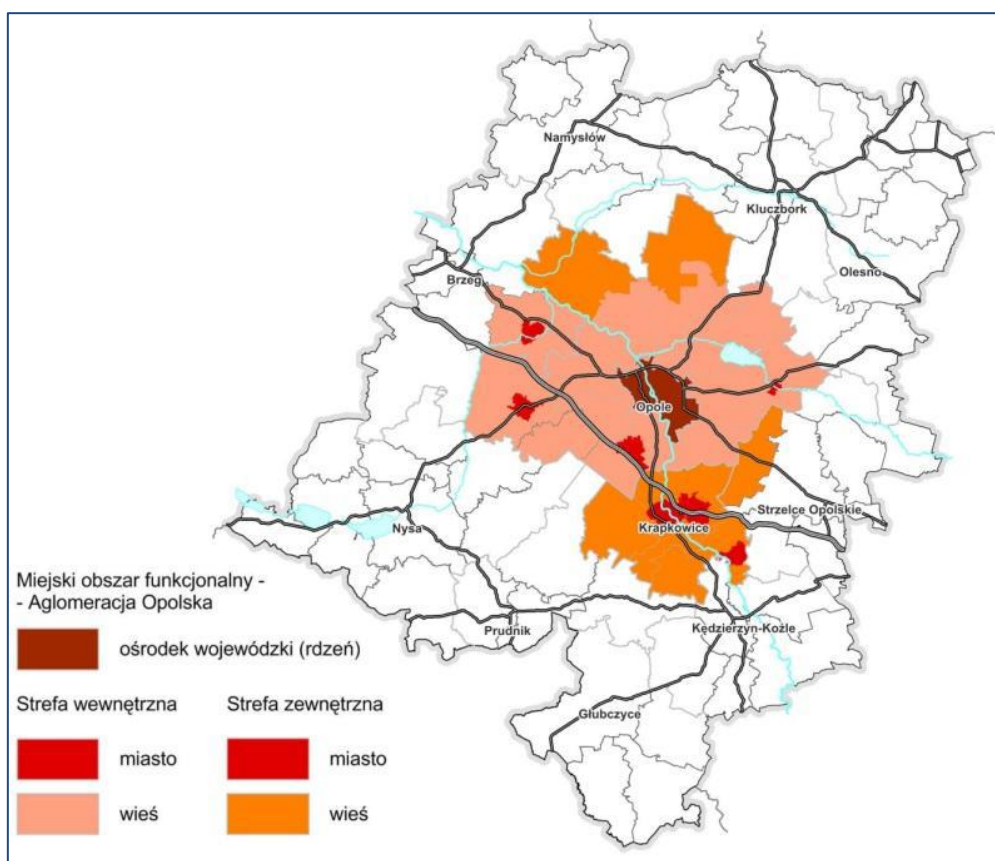 Namysłów
Kluczbork
Olesno
Brzeg
Opole
Strzelce Opolskie
Krapkowice
Nysa
Miejski obszar funkcjonalny -
- Aglomeracja Opolska
ośrodek wojewódzki (rdzeń)
Prudnik
Kędzierzyn-Koźle
Głubczyce
Strefa wewnętrzna
Strefa zewnętrzna
miasto
miasto
wieś
wieś